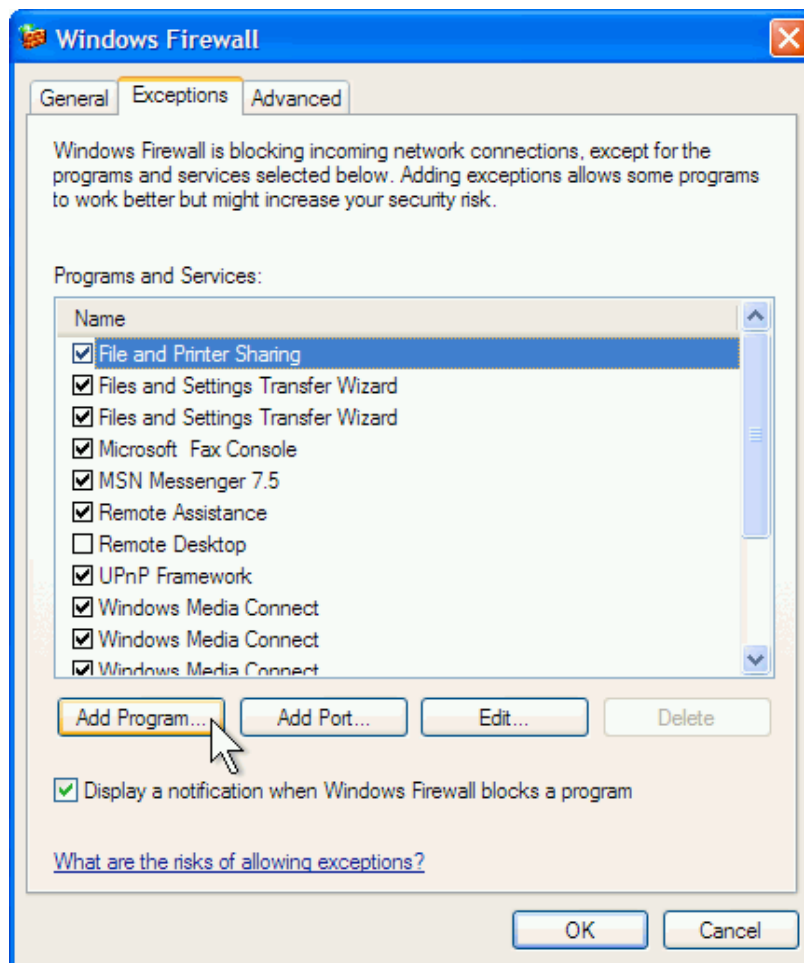 Windows Firewall
General Exceptions Advanced
Windows Firewall is blocking incoming network connections, except for the
programs and services selected below. Adding exceptions allows some programs
to work better but might increase your security risk.
Programs and Services:
Name
File and Printer Sharing
Files and Settings Transfer Wizard
Files and Settings Transfer Wizard
Microsoft Fax Console
MSN Messenger 7.5
Remote Assistance
Remote Desktop
UPnP Framework
Windows Media Connect
Windows Media Connect
Windows Media Connect
Add Program... Add Port... Edit... Delete
Display a notification when Windows Firewall blocks a program
What are the risks of allowing exceptions?
OK Cancel